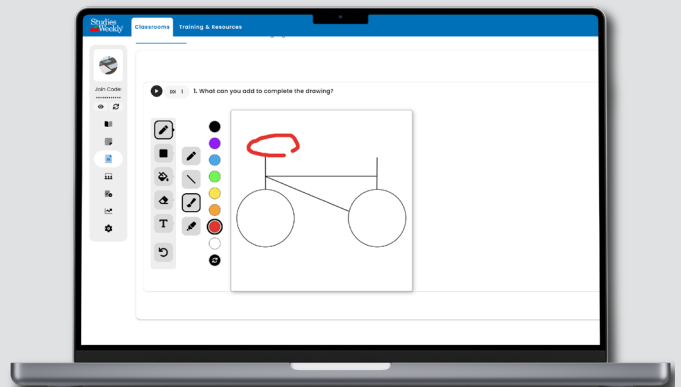 Studies
Weekly
Classrooms
Training & Resources
Join Code:
1
1. What can you add to complete the drawing?
T